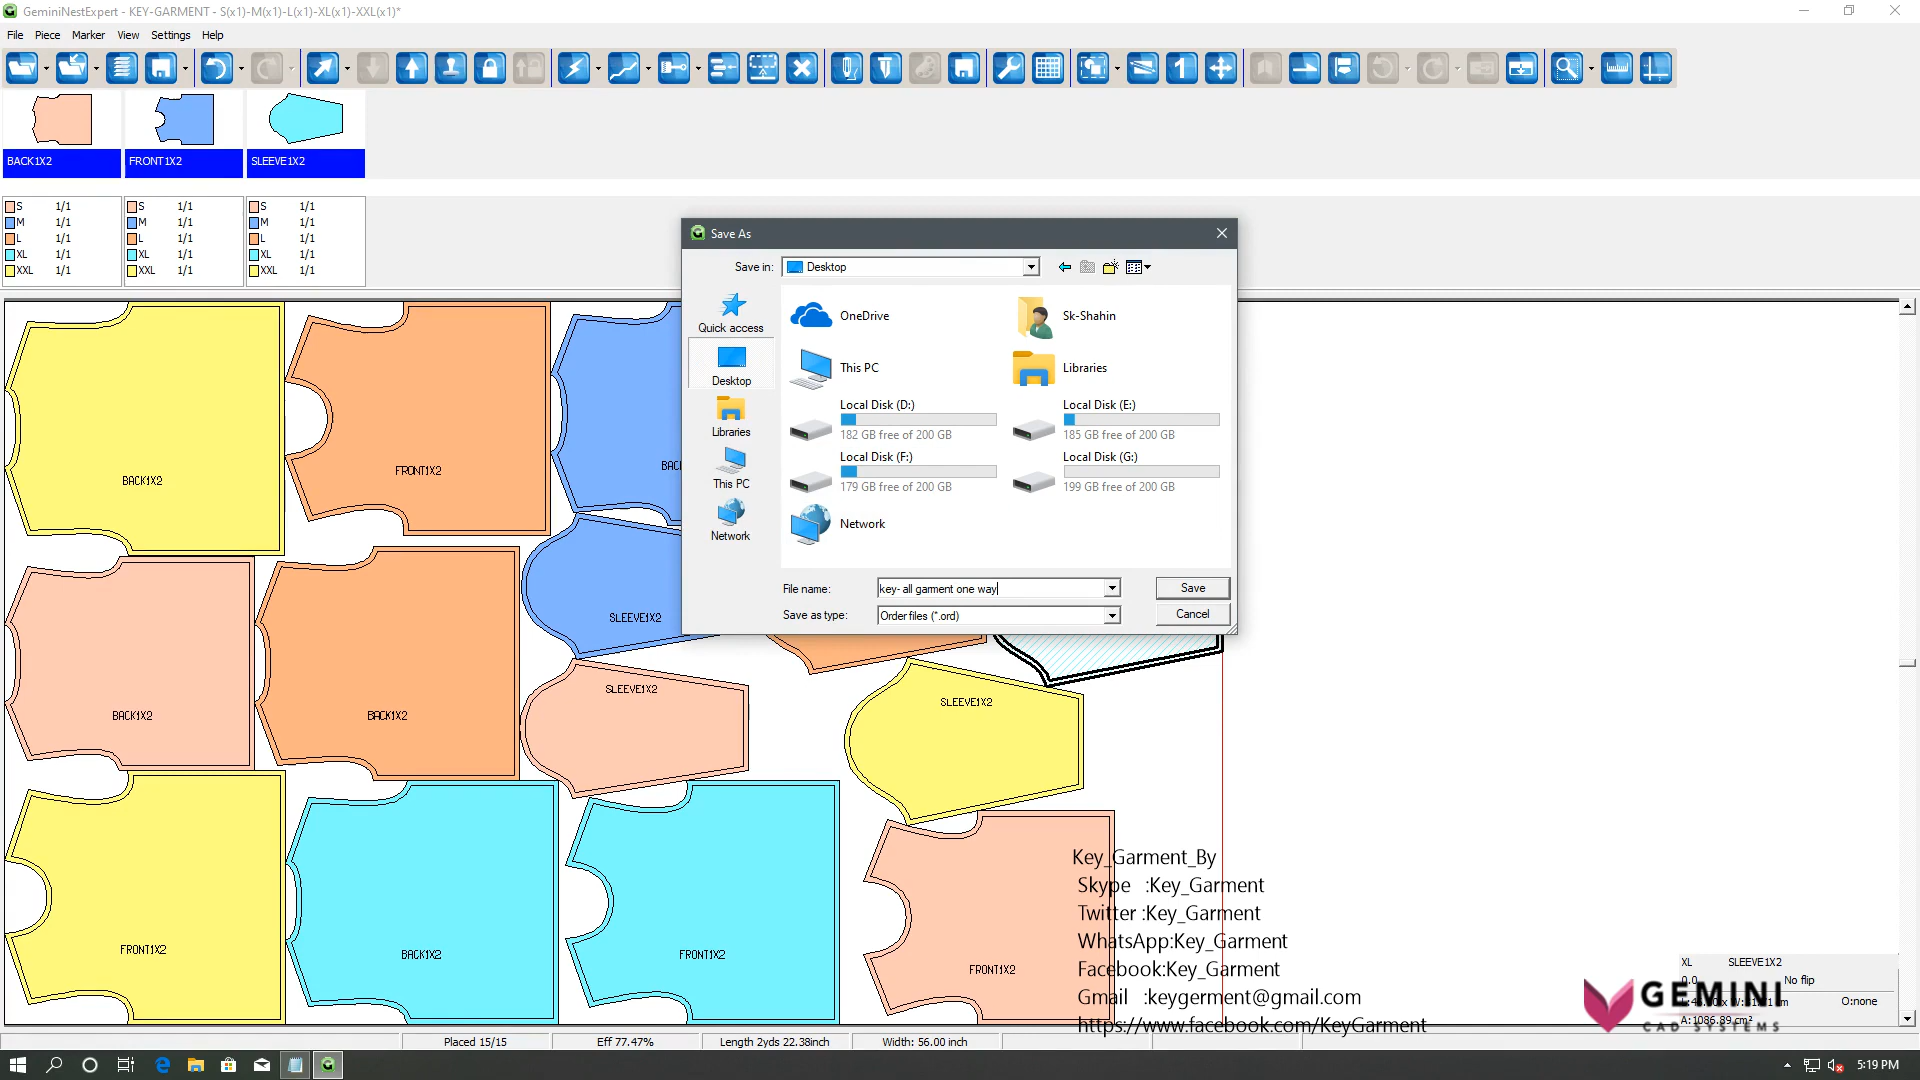 GeminiNestExpert - KEY-GARMENT - S(x1)-M(x1)-L(x1)-XL(x1)-XXL(x1)*
File Piece Marker View Settings Help
BACK1X2 FRONT1X2 SLEEVE1X2
S 1/1 S 1/1 S 1/1
M 1/1 M 1/1 M 1/1
L 1/1 L 1/1 L 1/1
XL 1/1 XL 1/1 XL 1/1
XXL 1/1 XXL 1/1 XXL 1/1
Save As
Save in: Desktop
Quick access
Desktop
Libraries
This PC
Network
OneDrive Sk-Shahin
This PC Libraries
Local Disk (D:) Local Disk (E:)
182 GB free of 200 GB 185 GB free of 200 GB
Local Disk (F:) Local Disk (G:)
179 GB free of 200 GB 199 GB free of 200 GB
Network
File name: key- all garment one way Save
Save as type: Order files (*.ord) Cancel
BACK1X2
FRONT1X2
BAC
SLEEVE1X2
BACK1X2
BACK1X2
SLEEVE1X2
SLEEVE1X2
FRONT1X2
BACK1X2
FRONT1X2
FRONT1X2
Key_Garment_By
Skype :Key_Garment
Twitter :Key_Garment
WhatsApp:Key_Garment
Facebook:Key_Garment
Gmail :keygerment@gmail.com
https://www.facebook.com/KeyGarment
XL SLEEVE1X2
0.0 No flip
O:none
A:1086.89 cm²
GEMINI
CAD SYSTEMS
Placed 15/15 Eff 77.47% Length 2yds 22.38inch Width: 56.00 inch
5:19 PM